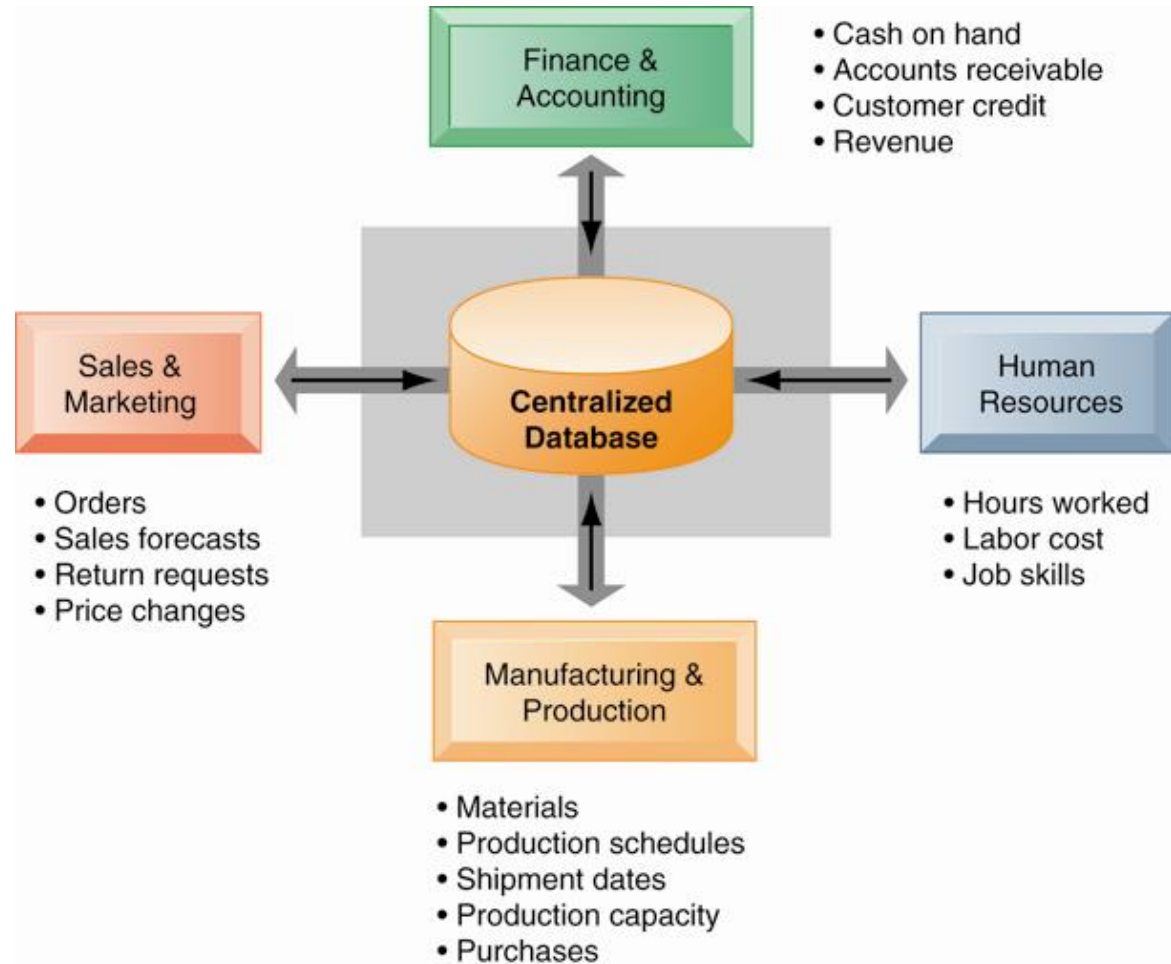 Finance &
Accounting
• Cash on hand
• Accounts receivable
• Customer credit
• Revenue
Sales &
Marketing
• Orders
• Sales forecasts
• Return requests
• Price changes
Centralized
Database
Human
Resources
• Hours worked
• Labor cost
• Job skills
Manufacturing &
Production
• Materials
• Production schedules
• Shipment dates
• Production capacity
• Purchases